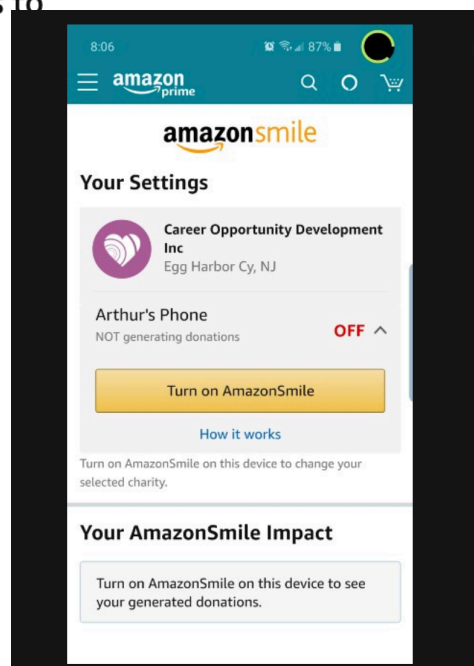 8:06 87%
amazon
prime
amazonsmile
Your Settings
Career Opportunity Development
Inc
Egg Harbor Cy, NJ
Arthur's Phone
NOT generating donations
OFF
Turn on AmazonSmile
How it works
Turn on AmazonSmile on this device to change your
selected charity.
Your AmazonSmile Impact
Turn on AmazonSmile on this device to see
your generated donations.